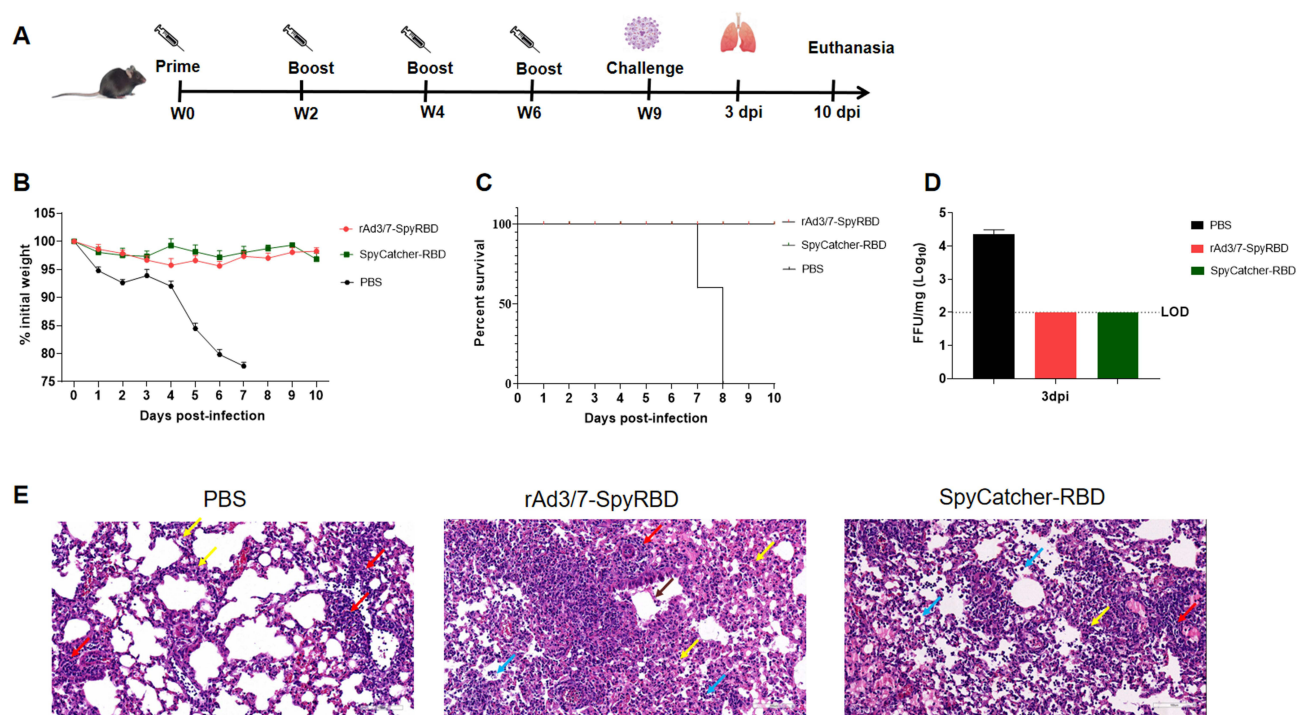 A
Prime
Boost
Boost
Boost
Challenge
Euthanasia
W0
W2
W4
W6
W9
3 dpi
10 dpi
B
% initial weight
105
100
95
90
85
80
75
0 1 2 3 4 5 6 7 8 9 10
Days post-infection
rAd3/7-SpyRBD
SpyCatcher-RBD
PBS
C
Percent survival
100
50
0
0 1 2 3 4 5 6 7 8 9 10
Days post-infection
rAd3/7-SpyRBD
SpyCatcher-RBD
PBS
D
FFU/mg (Log10)
5
4
3
2
1
0
LOD
3dpi
PBS
rAd3/7-SpyRBD
SpyCatcher-RBD
E
PBS
rAd3/7-SpyRBD
SpyCatcher-RBD